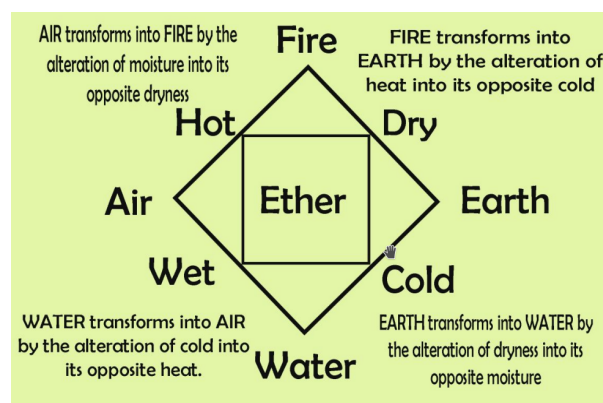 AIR transforms into FIRE by the
alteration of moisture into its
opposite dryness
Fire
FIRE transforms into
EARTH by the alteration of
heat into its opposite cold
Hot
Dry
Air
Ether
Earth
Wet
Cold
WATER transforms into AIR
by the alteration of cold into
its opposite heat.
Water
EARTH transforms into WATER by
the alteration of dryness into its
opposite moisture